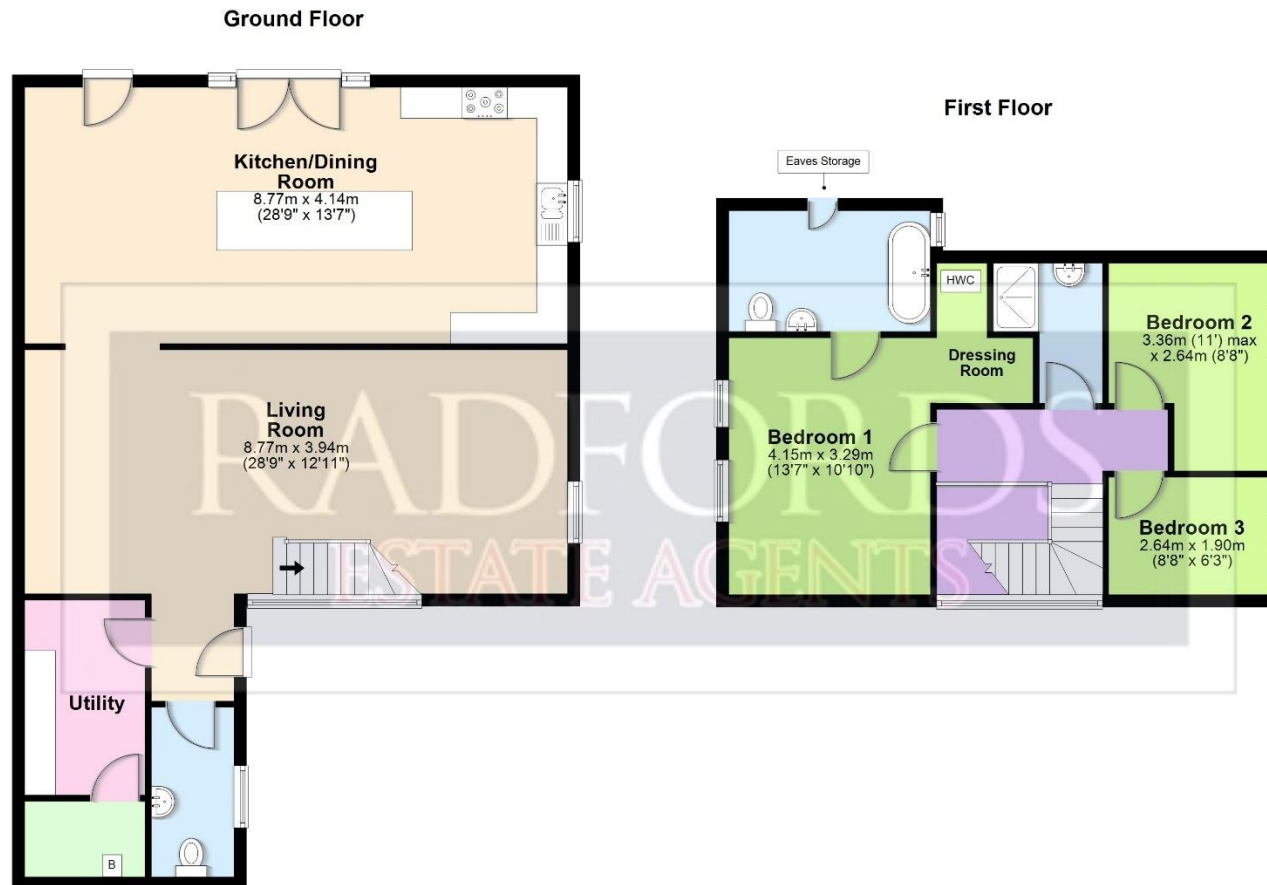 Ground Floor
Kitchen/Dining
Room
8.77m x 4.14m
(28'9" x 13'7")
Living
Room
8.77m x 3.94m
(28'9" x 12'11")
Utility
B
First Floor
Eaves Storage
HWC
Dressing
Room
Bedroom 1
4.15m x 3.29m
(13'7" x 10'10")
Bedroom 2
3.36m (11') max
x 2.64m (8'8")
Bedroom 3
2.64m x 1.90m
(8'8" x 6'3")
RADFORDS
ESTATE AGENTS